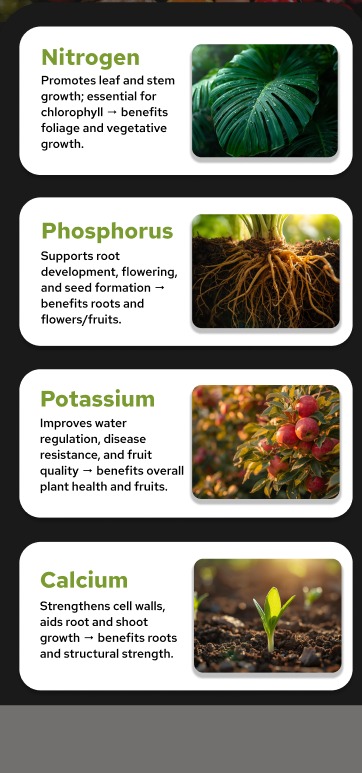 Nitrogen
Promotes leaf and stem
growth; essential for
chlorophyll → benefits
foliage and vegetative
growth.
Phosphorus
Supports root
development, flowering,
and seed formation →
benefits roots and
flowers/fruits.
Potassium
Improves water
regulation, disease
resistance, and fruit
quality → benefits overall
plant health and fruits.
Calcium
Strengthens cell walls,
aids root and shoot
growth → benefits roots
and structural strength.